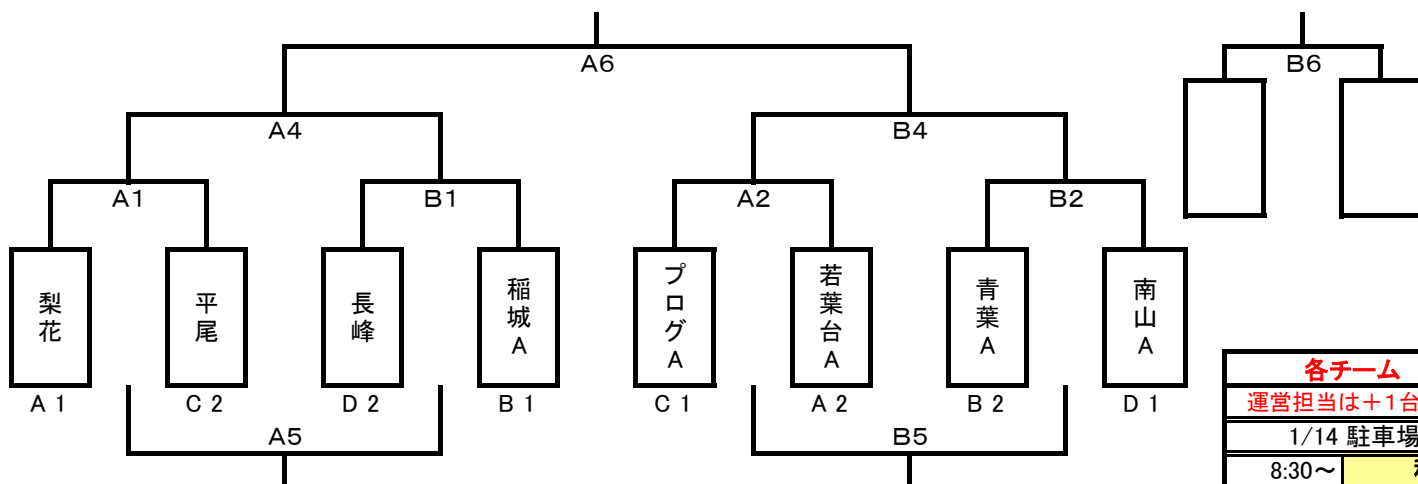 A6
B6
A4
B4
A1
B1
A2
B2
梨花
平尾
長峰
稲城A
プログA
若葉台A
青葉A
南山A
A 1
C 2
D 2
B 1
C 1
A 2
B 2
D 1
A5
B5
各チーム
運営担当は+1台
1/14 駐車場
8:30~